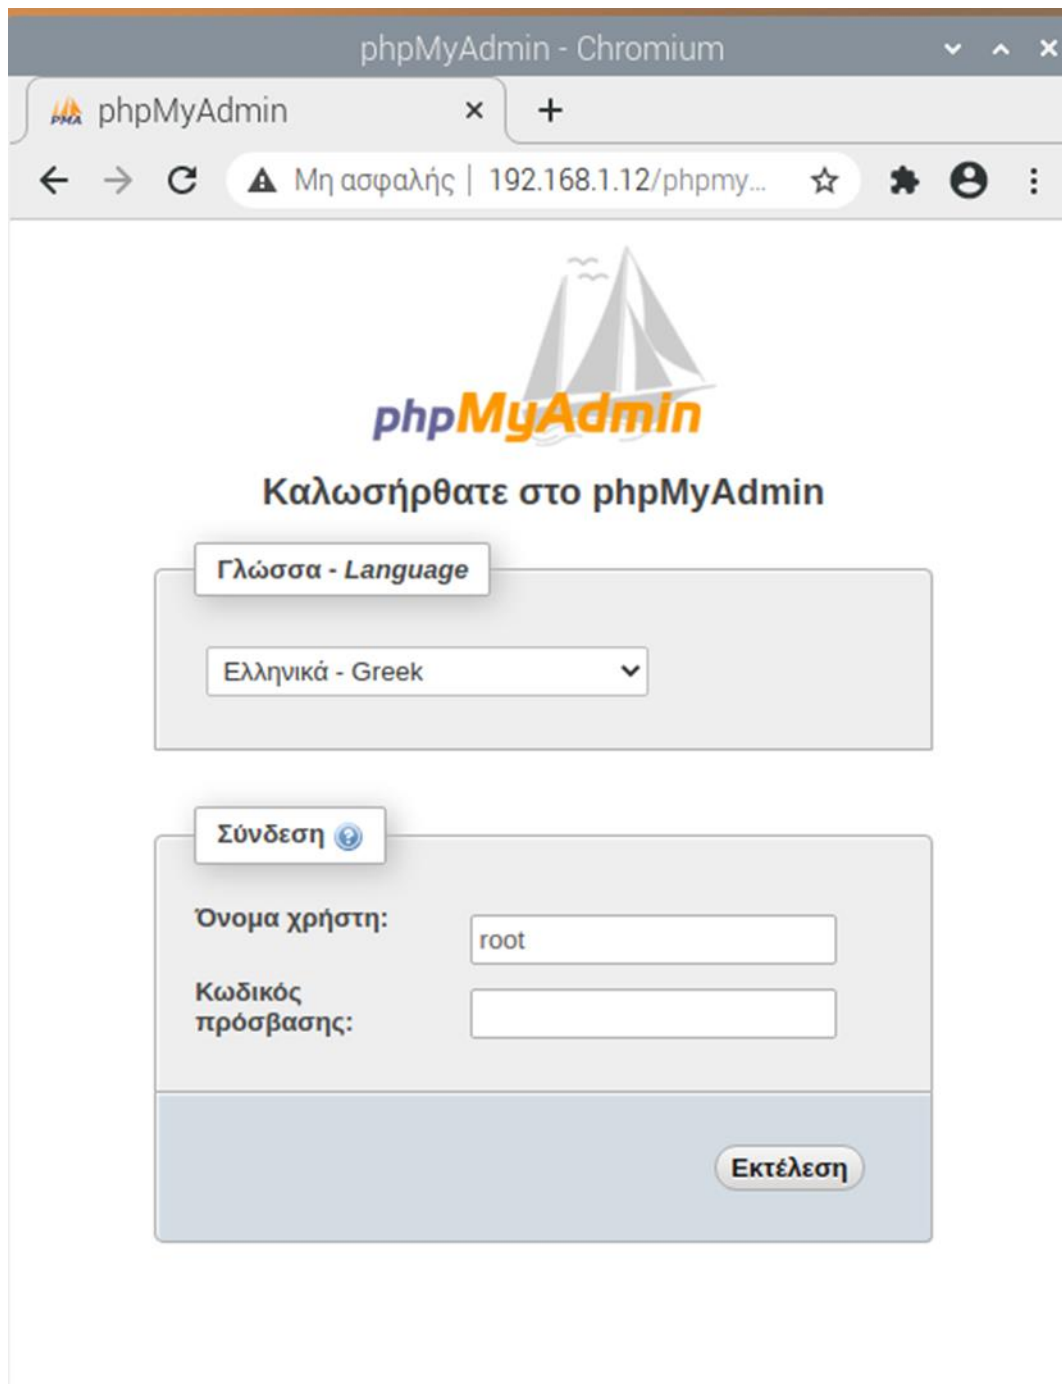 phpMyAdmin - Chromium
PMA phpMyAdmin
Μη ασφαλής | 192.168.1.12/phpmy...
phpMyAdmin
Καλωσήρθατε στο phpMyAdmin
Γλώσσα - Language
Ελληνικά - Greek
Σύνδεση
Όνομα χρήστη:
root
Κωδικός
πρόσβασης:
Εκτέλεση